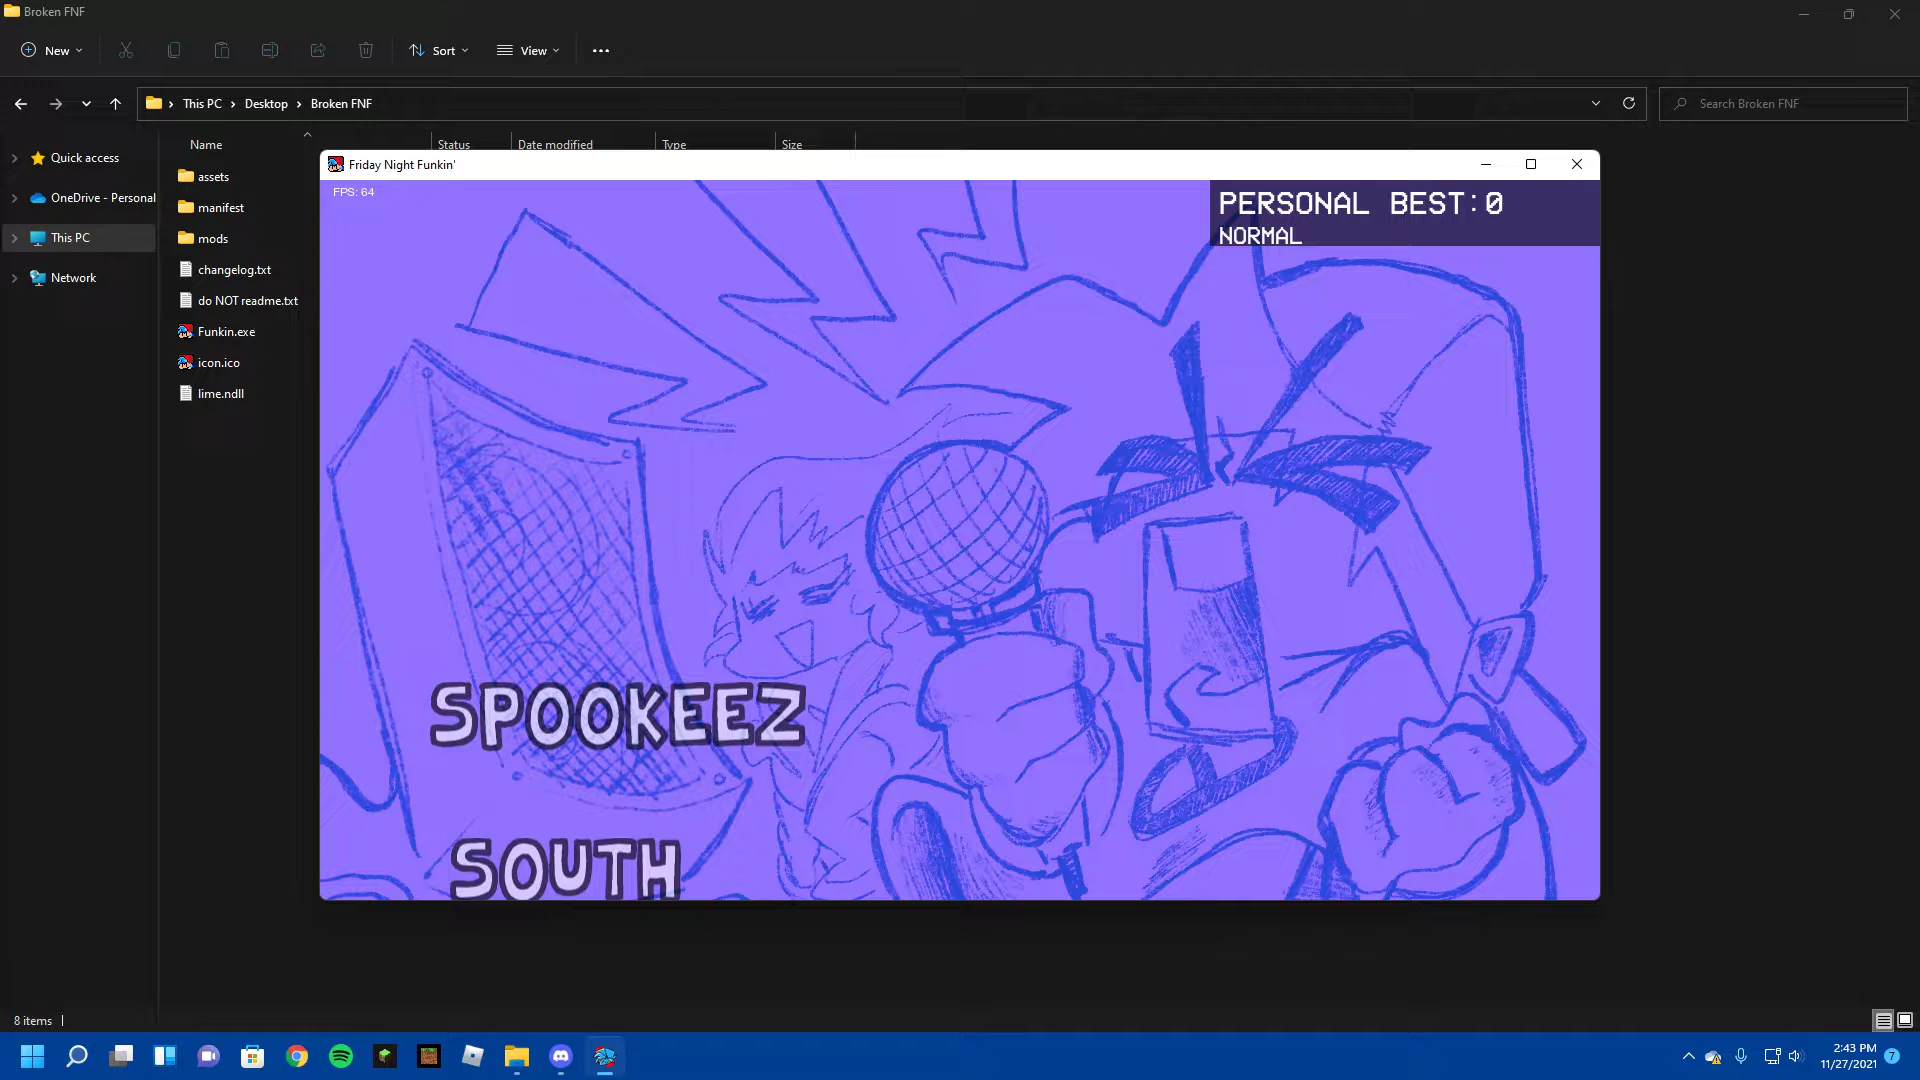 Broken FNF
New
Sort
View
This PC
Desktop
Broken FNF
Search Broken FNF
Name
Status
Date modified
Type
Size
Quick access
OneDrive - Personal
This PC
Network
assets
manifest
mods
changelog.txt
do NOT readme.txt
Funkin.exe
icon.ico
lime.ndll
Friday Night Funkin'
FPS: 64
PERSONAL BEST:0
NORMAL
SPOOKEEZ
SOUTH
8 items
2:43 PM
11/27/2021
7